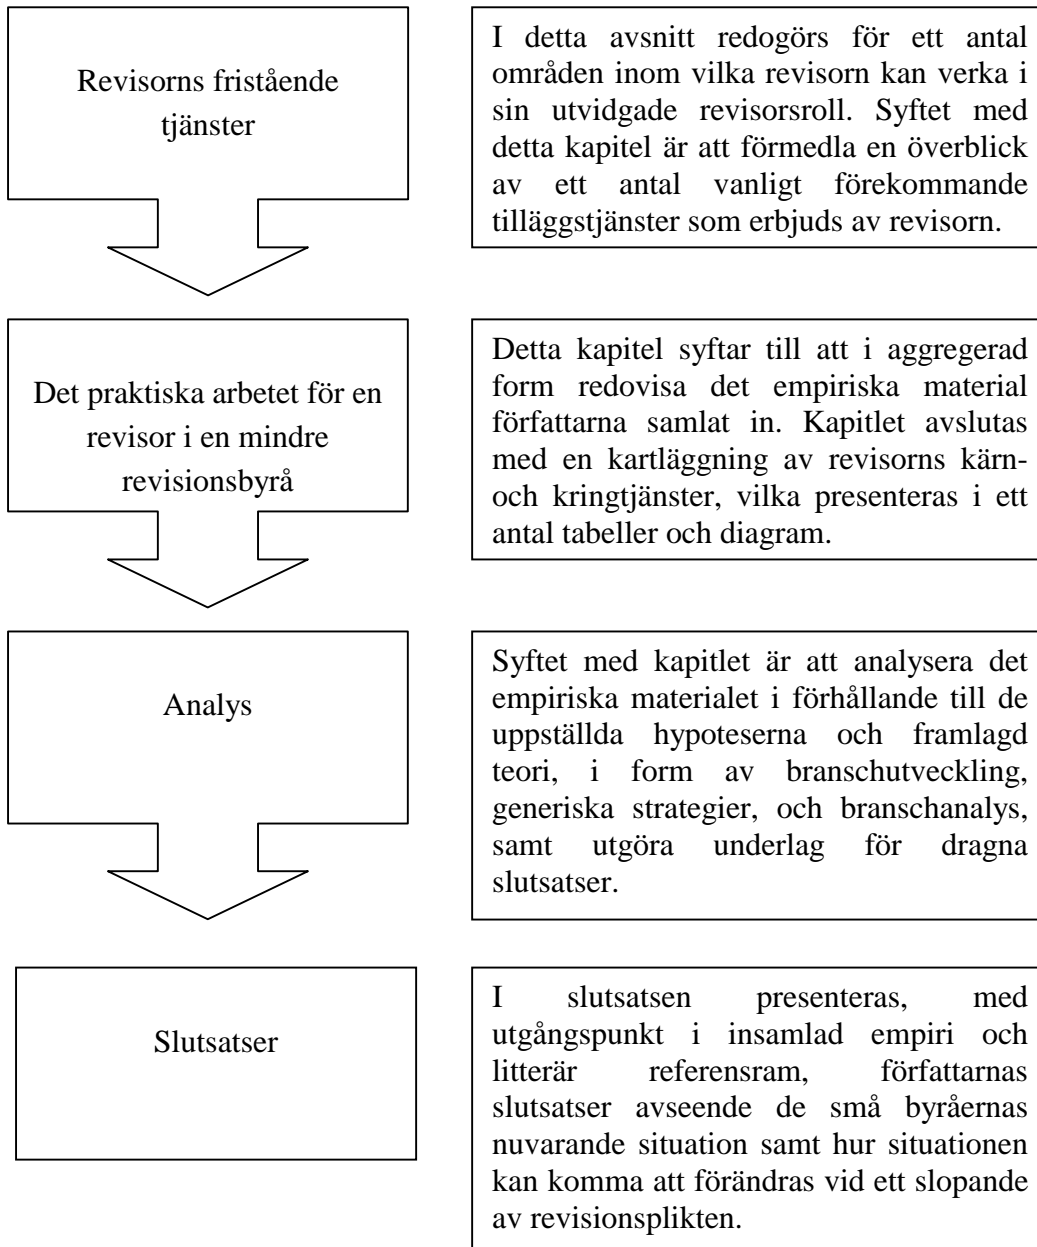 Revisorns fristående
tjänster
I detta avsnitt redogörs för ett antal
områden inom vilka revisorn kan verka i
sin utvidgade revisorsroll. Syftet med
detta kapitel är att förmedla en överblick
av ett antal vanligt förekommande
tilläggstjänster som erbjuds av revisorn.
Det praktiska arbetet för en
revisor i en mindre
revisionsbyrå
Detta kapitel syftar till att i aggregerad
form redovisa det empiriska material
författarna samlat in. Kapitlet avslutas
med en kartläggning av revisorns kärn-
och kringtjänster, vilka presenteras i ett
antal tabeller och diagram.
Analys
Syftet med kapitlet är att analysera det
empiriska materialet i förhållande till de
uppställda hypoteserna och framlagd
teori, i form av branschutveckling,
generiska strategier, och branschanalys,
samt utgöra underlag för dragna
slutsatser.
Slutsatser
I slutsatsen presenteras, med
utgångspunkt i insamlad empiri och
litterär referensram, författarnas
slutsatser avseende de små byråernas
nuvarande situation samt hur situationen
kan komma att förändras vid ett slopande
av revisionsplikten.